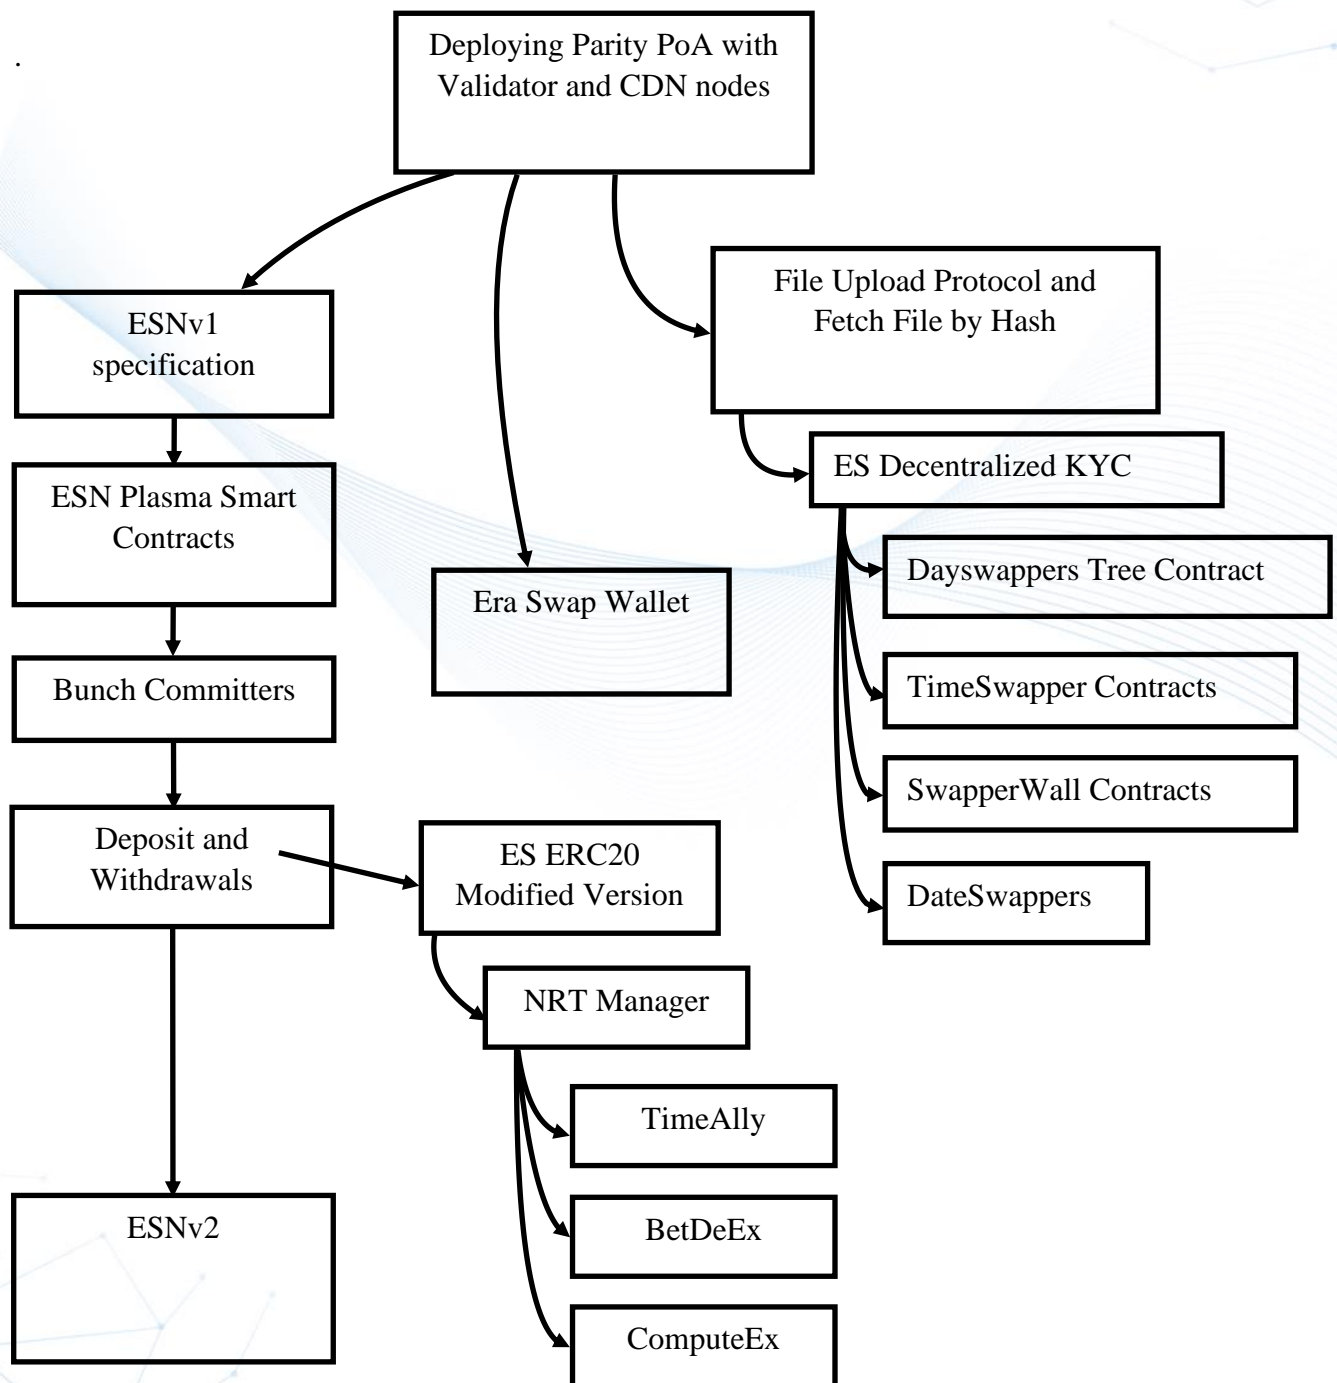 Deploying Parity PoA with
Validator and CDN nodes
.
File Upload Protocol and
Fetch File by Hash
ESNv1
specification
ES Decentralized KYC
ESN Plasma Smart
Contracts
Dayswappers Tree Contract
Era Swap Wallet
TimeSwapper Contracts
Bunch Committers
SwapperWall Contracts
Deposit and
Withdrawals
ES ERC20
Modified Version
DateSwappers
NRT Manager
TimeAlly
ESNv2
BetDeEx
ComputeEx